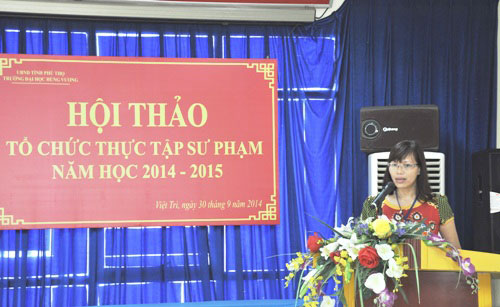 UBND TỈNH PHÚ THỌ
TRƯỜNG ĐẠI HỌC HÙNG VƯƠNG
HỘI THẢO
TỔ CHỨC THỰC TẬP SƯ PHẠM
NĂM HỌC 2014 - 2015
Việt Trì, ngày 30 tháng 9 năm 2014